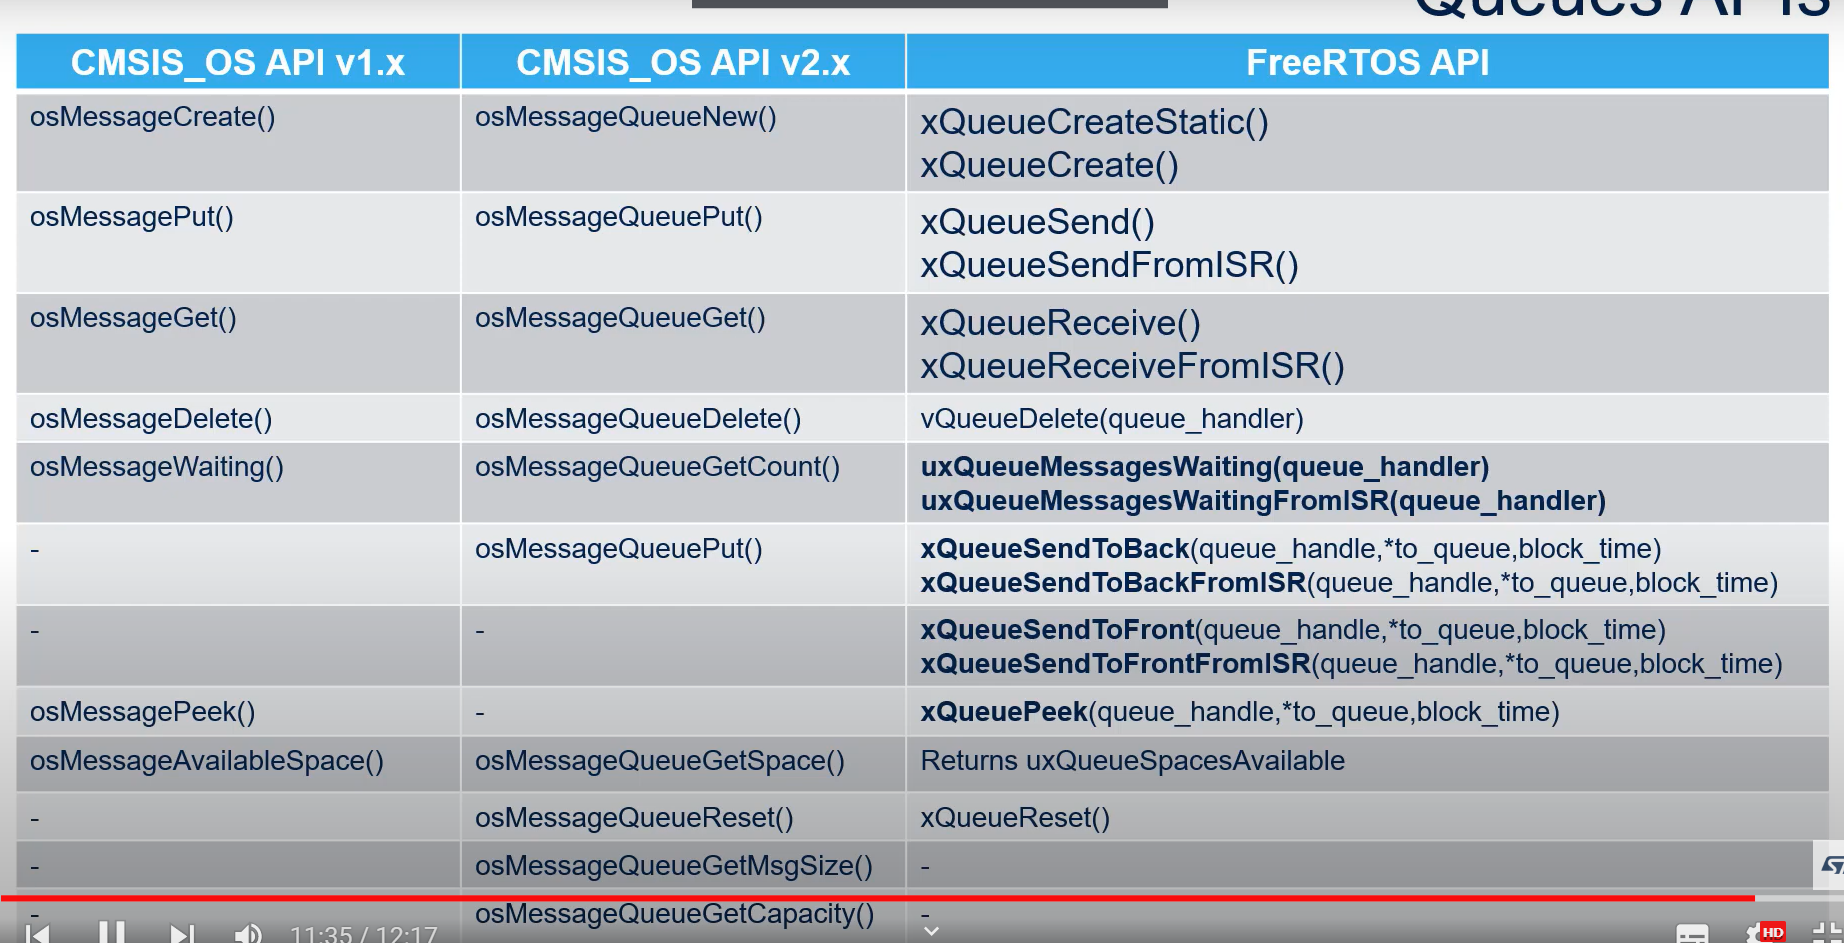 Queues APIs
CMSIS_OS API v1.x CMSIS_OS API v2.x FreeRTOS API
osMessageCreate() osMessageQueueNew() xQueueCreateStatic()
xQueueCreate()
osMessagePut() osMessageQueuePut() xQueueSend()
xQueueSendFromISR()
osMessageGet() osMessageQueueGet() xQueueReceive()
xQueueReceiveFromISR()
osMessageDelete() osMessageQueueDelete() vQueueDelete(queue_handler)
osMessageWaiting() osMessageQueueGetCount() uxQueueMessagesWaiting(queue_handler)
uxQueueMessagesWaitingFromISR(queue_handler)
- osMessageQueuePut() xQueueSendToBack(queue_handle,*to_queue,block_time)
xQueueSendToBackFromISR(queue_handle,*to_queue,block_time)
- - xQueueSendToFront(queue_handle,*to_queue,block_time)
xQueueSendToFrontFromISR(queue_handle,*to_queue,block_time)
osMessagePeek() - xQueuePeek(queue_handle,*to_queue,block_time)
osMessageAvailableSpace() osMessageQueueGetSpace() Returns uxQueueSpacesAvailable
- osMessageQueueReset() xQueueReset()
- osMessageQueueGetMsgSize() -
- osMessageQueueGetCapacity() -
11:35 / 12:17 HD